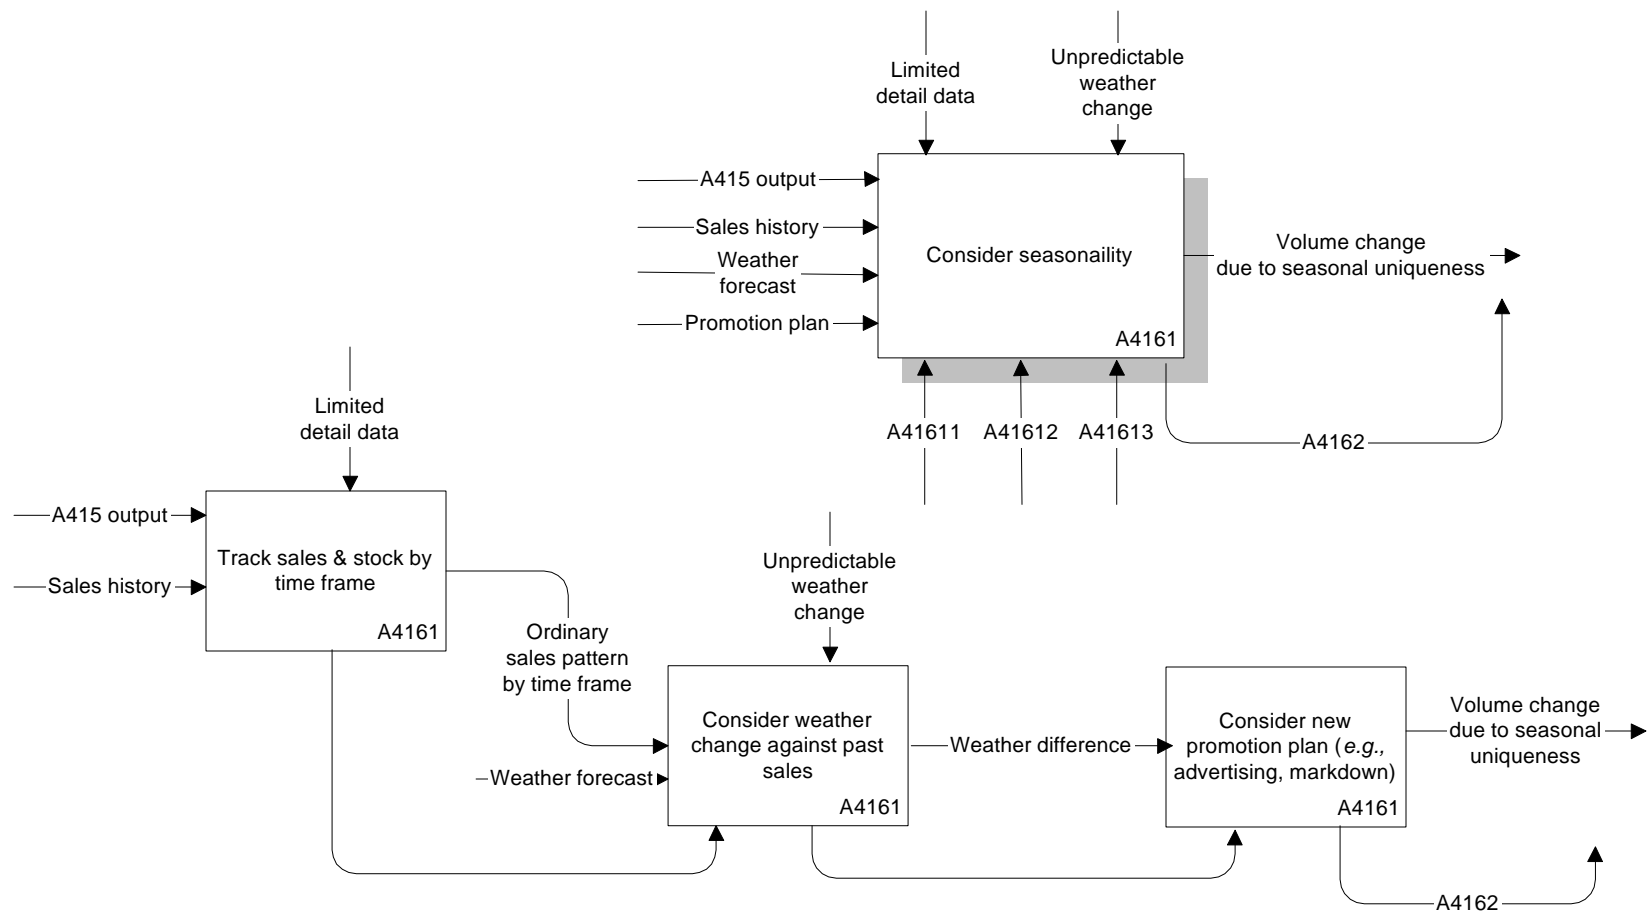 Limited
detail data
Unpredictable
weather
change
A415 output
Sales history
Weather
forecast
Promotion plan
Consider seasonaility
A4161
Volume change
due to seasonal uniqueness
A41611
A41612
A41613
A4162
Limited
detail data
A415 output
Sales history
Track sales & stock by
time frame
A4161
Ordinary
sales pattern
by time frame
Unpredictable
weather
change
Weather forecast
Consider weather
change against past
sales
A4161
Weather difference
Consider new
promotion plan (e.g.,
advertising, markdown)
A4161
Volume change
due to seasonal
uniqueness
A4162